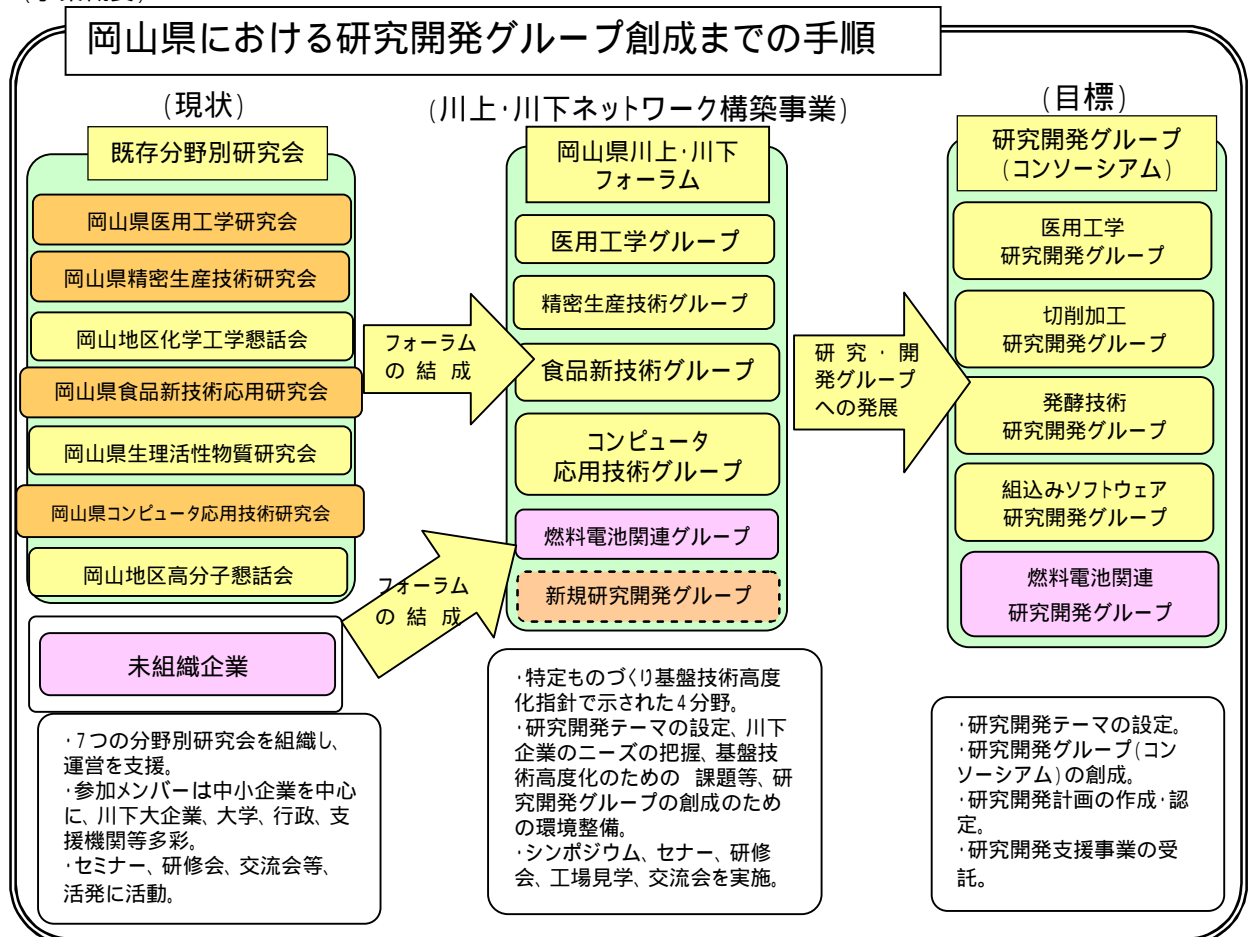 岡山県における研究開発グループ創成までの手順
(現状)
既存分野別研究会
岡山県医用工学研究会
岡山県精密生産技術研究会
岡山地区化学工学懇話会
岡山県食品新技術応用研究会
岡山県生理活性物質研究会
岡山県コンピュータ応用技術研究会
岡山地区高分子懇話会
未組織企業
・7つの分野別研究会を組織し、
運営を支援。
・参加メンバーは中小企業を中心
に、川下大企業、大学、行政、支
援機関等多彩。
・セミナー、研修会、交流会等、
活発に活動。
フォーラム
の 結 成
フォーラム
の 結 成
(川上・川下ネットワーク構築事業)
岡山県川上・川下
フォーラム
医用工学グループ
精密生産技術グループ
食品新技術グループ
コンピュータ
応用技術グループ
燃料電池関連グループ
新規研究開発グループ
・特定ものづくり基盤技術高度
化指針で示された4分野。
・研究開発テーマの設定、川下
企業のニーズの把握、基盤技
術高度化のための 課題等、研
究開発グループの創成のため
の環境整備。
・シンポジウム、セナー、研修
会、工場見学、交流会を実施。
研 究 ・ 開
発グループ
への発展
(目標)
研究開発グループ
(コンソーシアム)
医用工学
研究開発グループ
切削加工
研究開発グループ
発酵技術
研究開発グループ
組込みソフトウェア
研究開発グループ
燃料電池関連
研究開発グループ
・研究開発テーマの設定。
・研究開発グループ(コン
ソーシアム)の創成。
・研究開発計画の作成・認
定。
・研究開発支援事業の受
託。